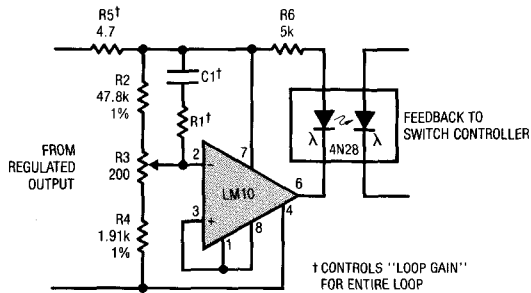 R5†
4.7
R6
5k
R2
47.8k
1%
C1†
R1†
FROM
REGULATED
OUTPUT
R3
200
R4
1.91k
1%
2
7
−
LM10
6
4
3
+
1
8
λ
4N28
λ
FEEDBACK TO
SWITCH CONTROLLER
† CONTROLS "LOOP GAIN"
FOR ENTIRE LOOP